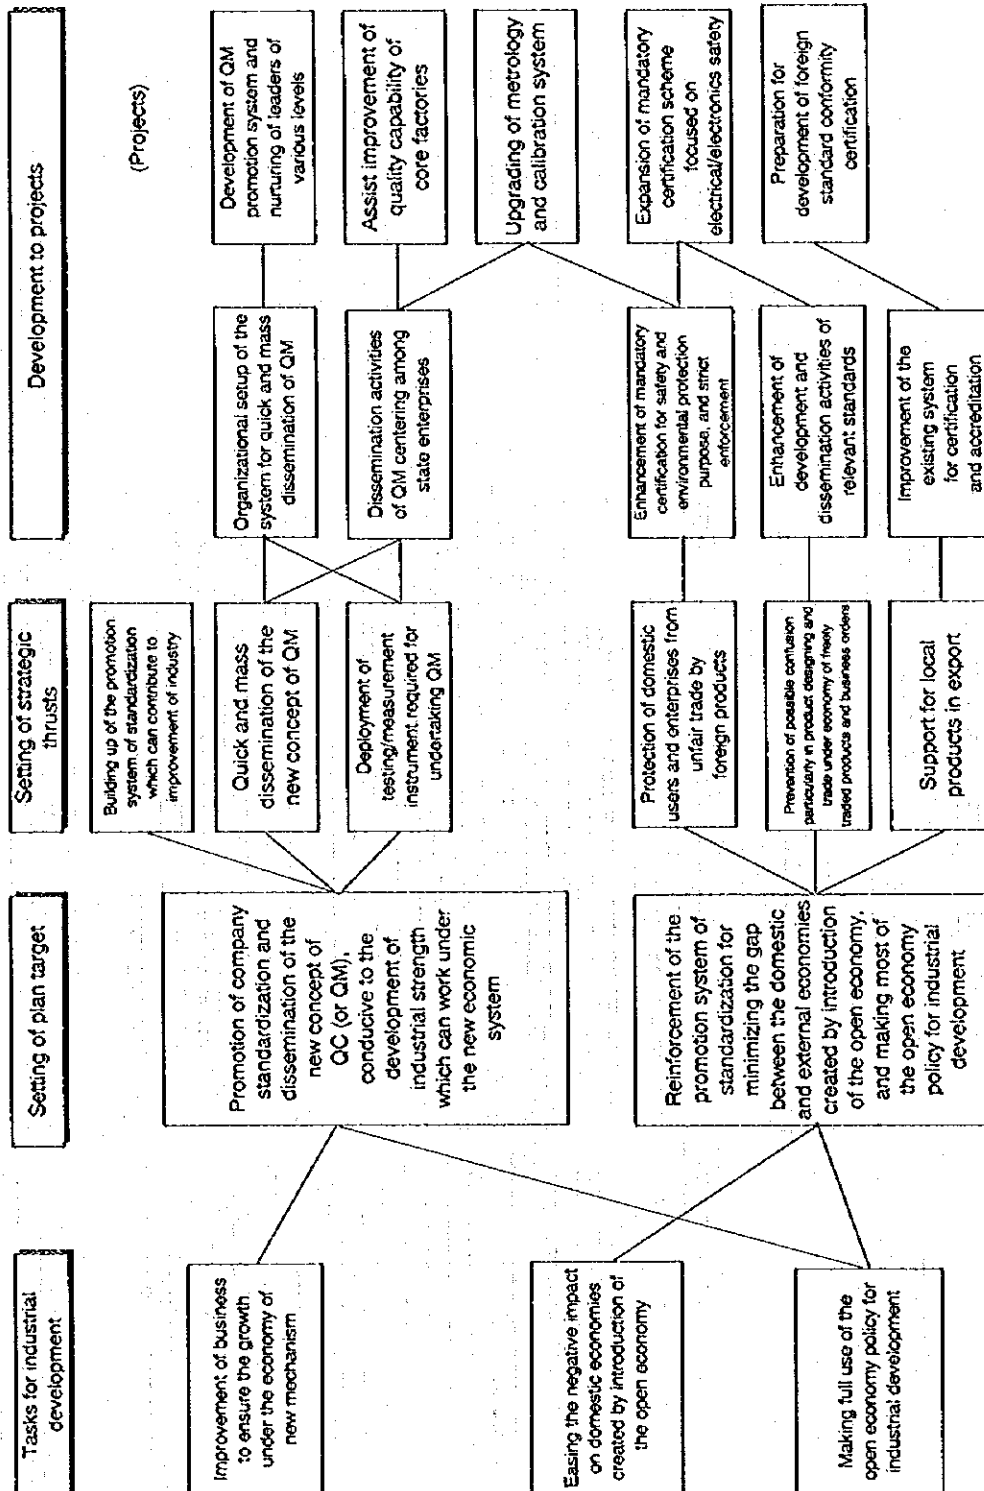 Tasks for industrial
development
Setting of plan target
Setting of strategic
thrusts
Development to projects
(Projects)
Improvement of business
to ensure the growth
under the economy of
new mechanism
Easing the negative impact
on domestic economies
created by introduction of
the open economy
Making full use of the
open economy policy for
industrial development
Promotion of company
standardization and
dissemination of the
new concept of
QC (or QM),
conducive to the
development of
industrial strength
which can work under
the new economic
system
Reinforcement of the
promotion system of
standardization for
minimizing the gap
between the domestic
and external economies
created by introduction
of the open economy,
and making most of
the open economy
policy for industrial
development
Building up of the promotion
system of standardization
which can contribute to
improvement of industry
Quick and mass
dissemination of the
new concept of QM
Deployment of
testing/measurement
instrument required for
undertaking QM
Protection of domestic
users and enterprises from
unfair trade by
foreign products
Prevention of possible confusion
particularly in product designing and
trade under economy of freely
traded products and business orders
Support for local
products in export
Organizational setup of the
system for quick and mass
dissemination of QM
Dissemination activities
of QM centering among
state enterprises
Enhancement of mandatory
certification for safety and
environmental protection
purpose, and strict
enforcement
Enhancement of
development and
dissemination activities of
relevant standards
Improvement of the
existing system
for certification
and accreditation
Development of QM
promotion system and
nurturing of leaders of
various levels
Assist improvement of
quality capability of
core factories
Upgrading of metrology
and calibration system
Expansion of mandatory
certification scheme
focused on
electrical/electronics safety
Preparation for
development of foreign
standard conformity
certification